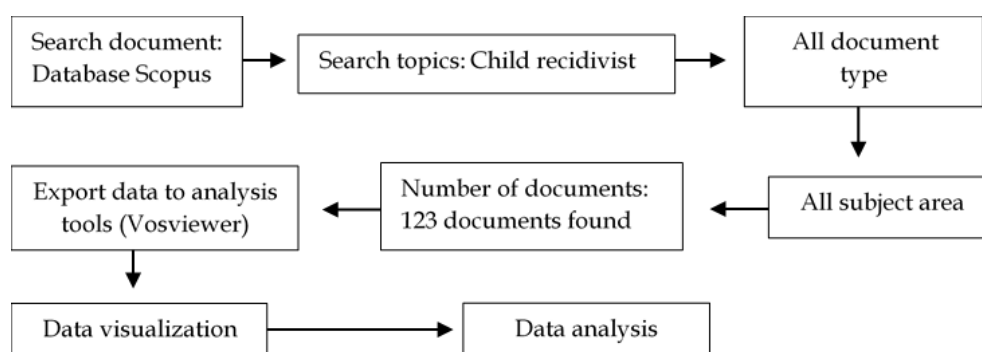 Search document:
Database Scopus
Search topics: Child recidivist
All document
type
All subject area
Number of documents:
123 documents found
Export data to analysis
tools (Vosviewer)
Data visualization
Data analysis